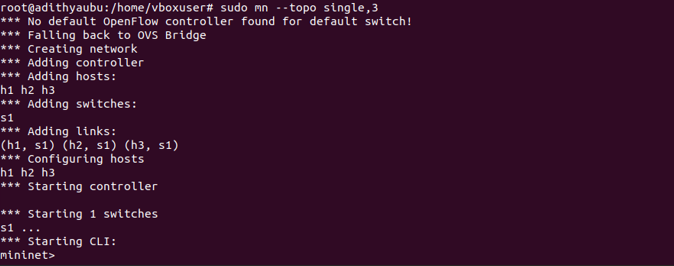 root@adithyaubu:/home/vboxuser# sudo mn --topo single,3
*** No default OpenFlow controller found for default switch!
*** Falling back to OVS Bridge
*** Creating network
*** Adding controller
*** Adding hosts:
h1 h2 h3
*** Adding switches:
s1
*** Adding links:
(h1, s1) (h2, s1) (h3, s1)
*** Configuring hosts
h1 h2 h3
*** Starting controller

*** Starting 1 switches
s1 ...
*** Starting CLI:
mininet>